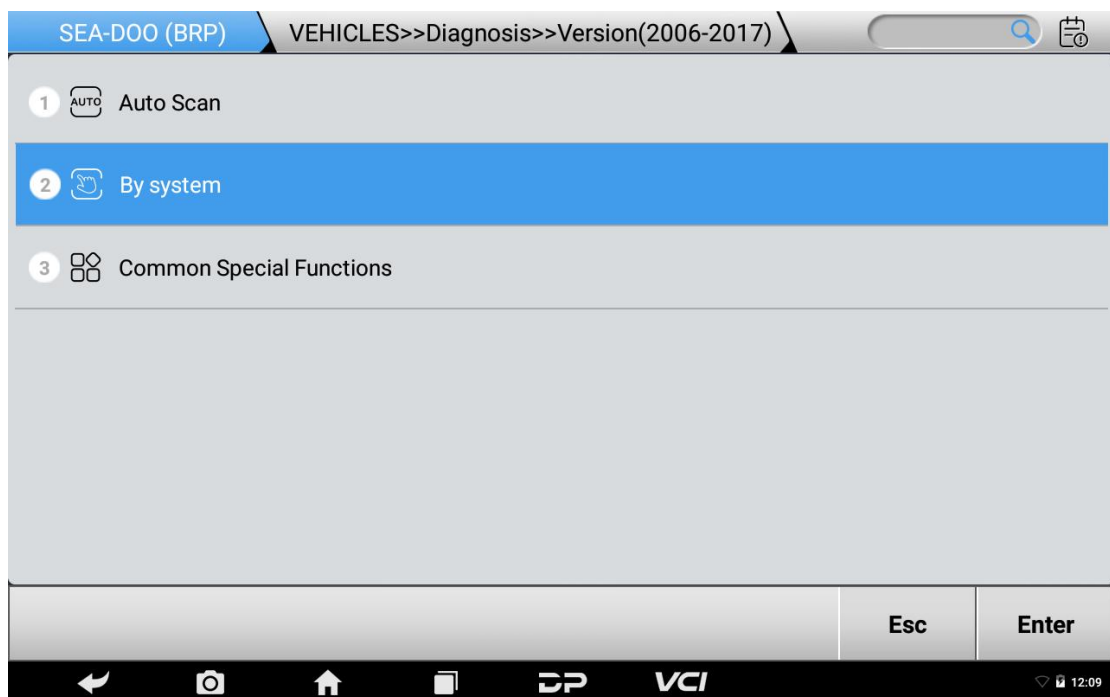 SEA-DOO (BRP) VEHICLES>>Diagnosis>>Version(2006-2017)
1 AUTO Auto Scan
2 By system
3 Common Special Functions
Esc Enter
DP VCI 12:09